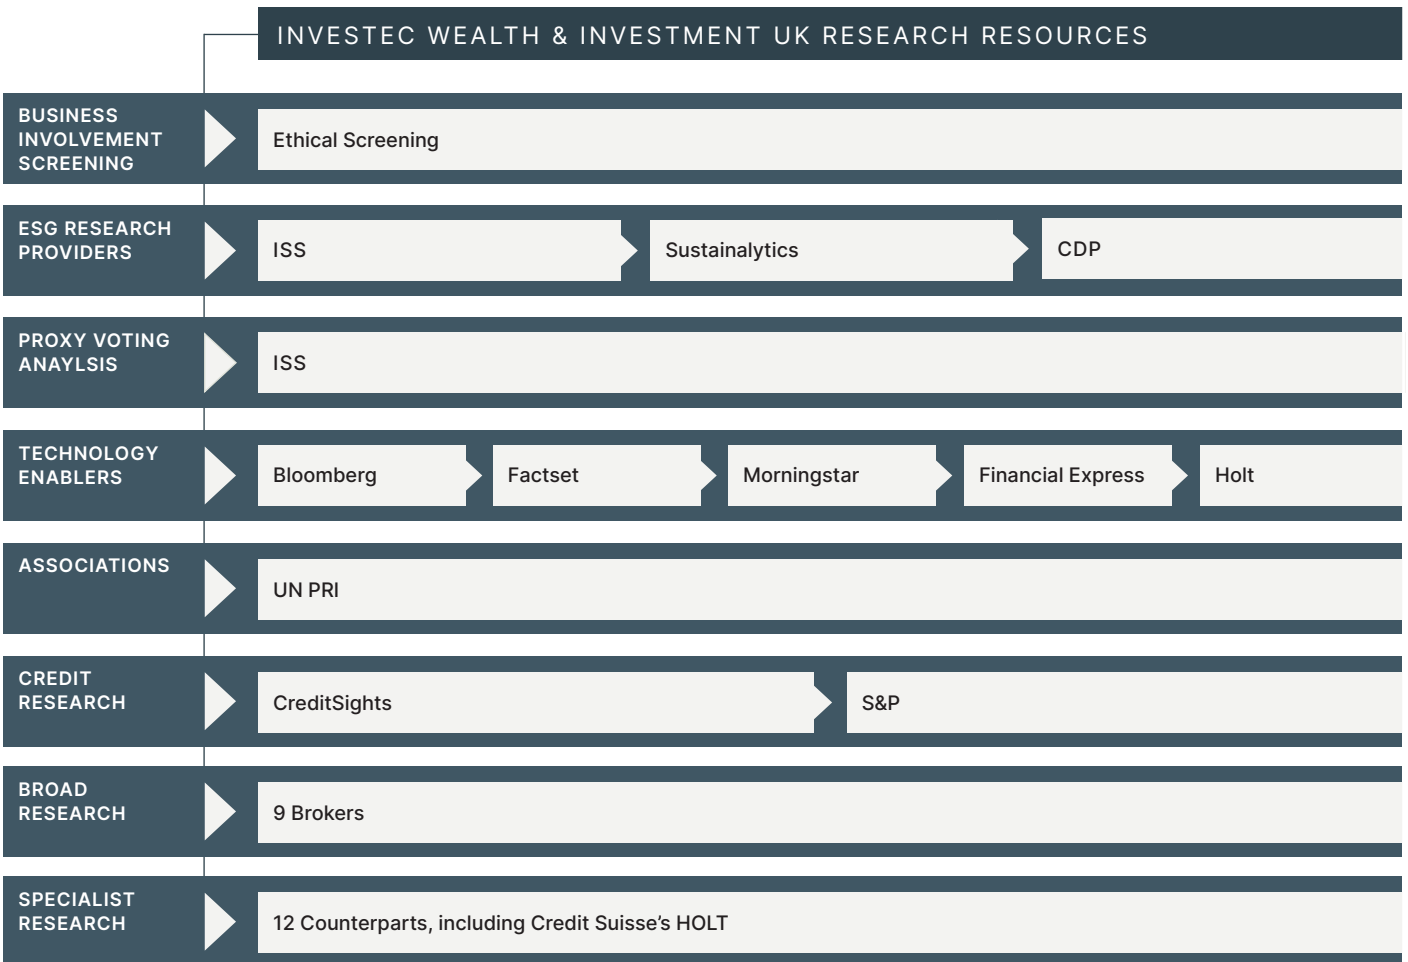 INVESTEC WEALTH & INVESTMENT UK RESEARCH RESOURCES
BUSINESS
INVOLVEMENT
SCREENING
Ethical Screening
ESG RESEARCH
PROVIDERS
ISS
Sustainalytics
CDP
PROXY VOTING
ANAYLSIS
ISS
TECHNOLOGY
ENABLERS
Bloomberg
Factset
Morningstar
Financial Express
Holt
ASSOCIATIONS
UN PRI
CREDIT
RESEARCH
CreditSights
S&P
BROAD
RESEARCH
9 Brokers
SPECIALIST
RESEARCH
12 Counterparts, including Credit Suisse’s HOLT